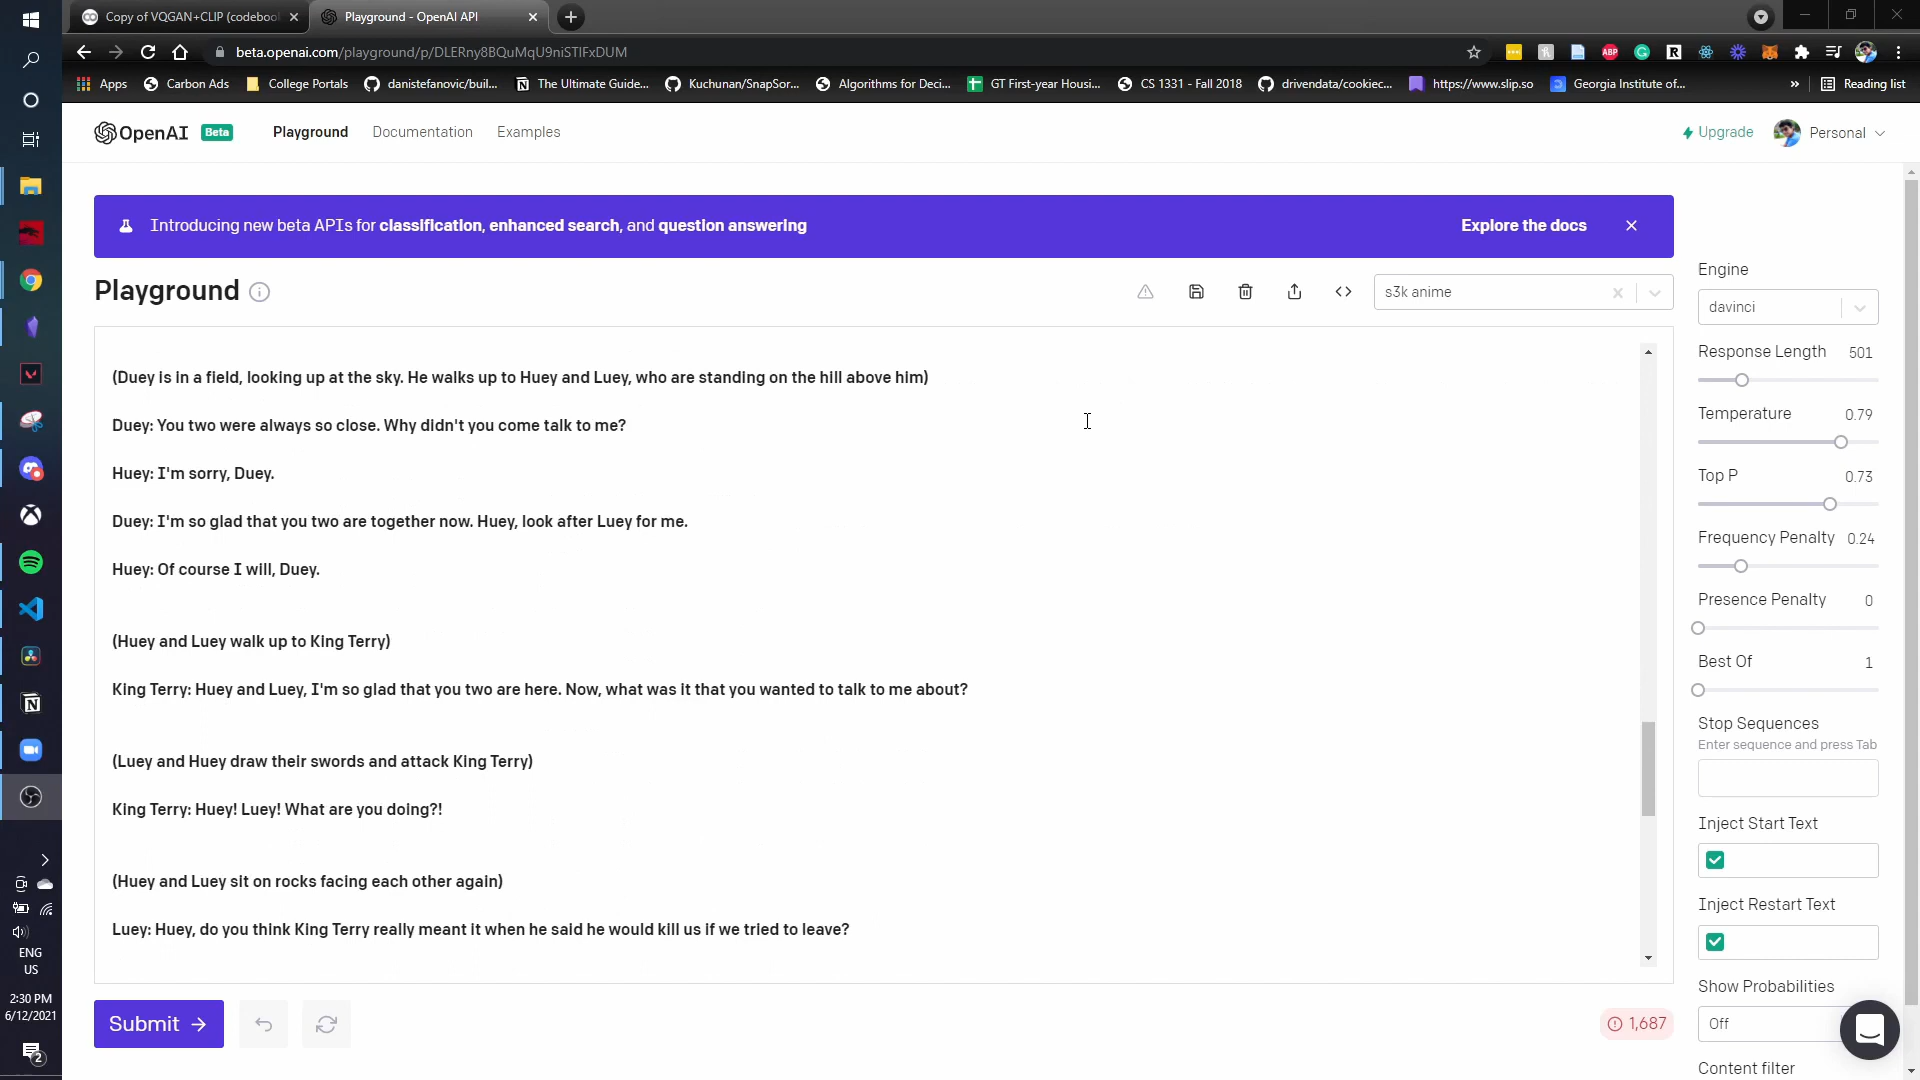 Copy of VQGAN+CLIP (codeboo
Playground - OpenAI API
beta.openai.com/playground/p/DLERny8BQuMqU9niSTIFxDUM
ABP
Apps
Carbon Ads
College Portals
danistefanovic/buil...
The Ultimate Guide...
Kuchunan/SnapSor...
Algorithms for Deci...
GT First-year Housi...
CS 1331 - Fall 2018
drivendata/cookiec...
https://www.slip.so
Georgia Institute of...
»
Reading list
OpenAI
Beta
Playground
Documentation
Examples
Upgrade
Personal
Introducing new beta APIs for classification, enhanced search, and question answering
Explore the docs
Playground
s3k anime
(Duey is in a field, looking up at the sky. He walks up to Huey and Luey, who are standing on the hill above him)
Duey: You two were always so close. Why didn't you come talk to me?
Huey: I'm sorry, Duey.
Duey: I'm so glad that you two are together now. Huey, look after Luey for me.
Huey: Of course I will, Duey.
(Huey and Luey walk up to King Terry)
King Terry: Huey and Luey, I'm so glad that you two are here. Now, what was it that you wanted to talk to me about?
(Luey and Huey draw their swords and attack King Terry)
King Terry: Huey! Luey! What are you doing?!
(Huey and Luey sit on rocks facing each other again)
Luey: Huey, do you think King Terry really meant it when he said he would kill us if we tried to leave?
Submit
1,687
Engine
davinci
Response Length 501
Temperature 0.79
Top P 0.73
Frequency Penalty 0.24
Presence Penalty 0
Best Of 1
Stop Sequences
Enter sequence and press Tab
Inject Start Text
Inject Restart Text
Show Probabilities
Off
Content filter
ENG
US
2:30 PM
6/12/2021
2